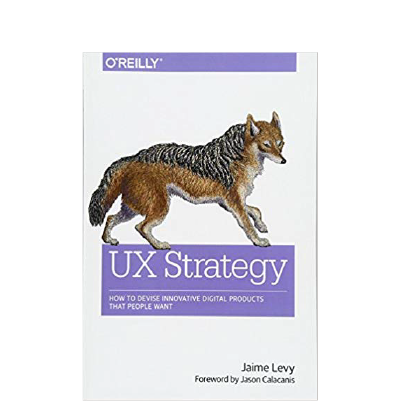 O'REILLY®
UX Strategy
HOW TO DEVISE INNOVATIVE DIGITAL PRODUCTS
THAT PEOPLE WANT
Jaime Levy
Foreword by Jason Calacanis